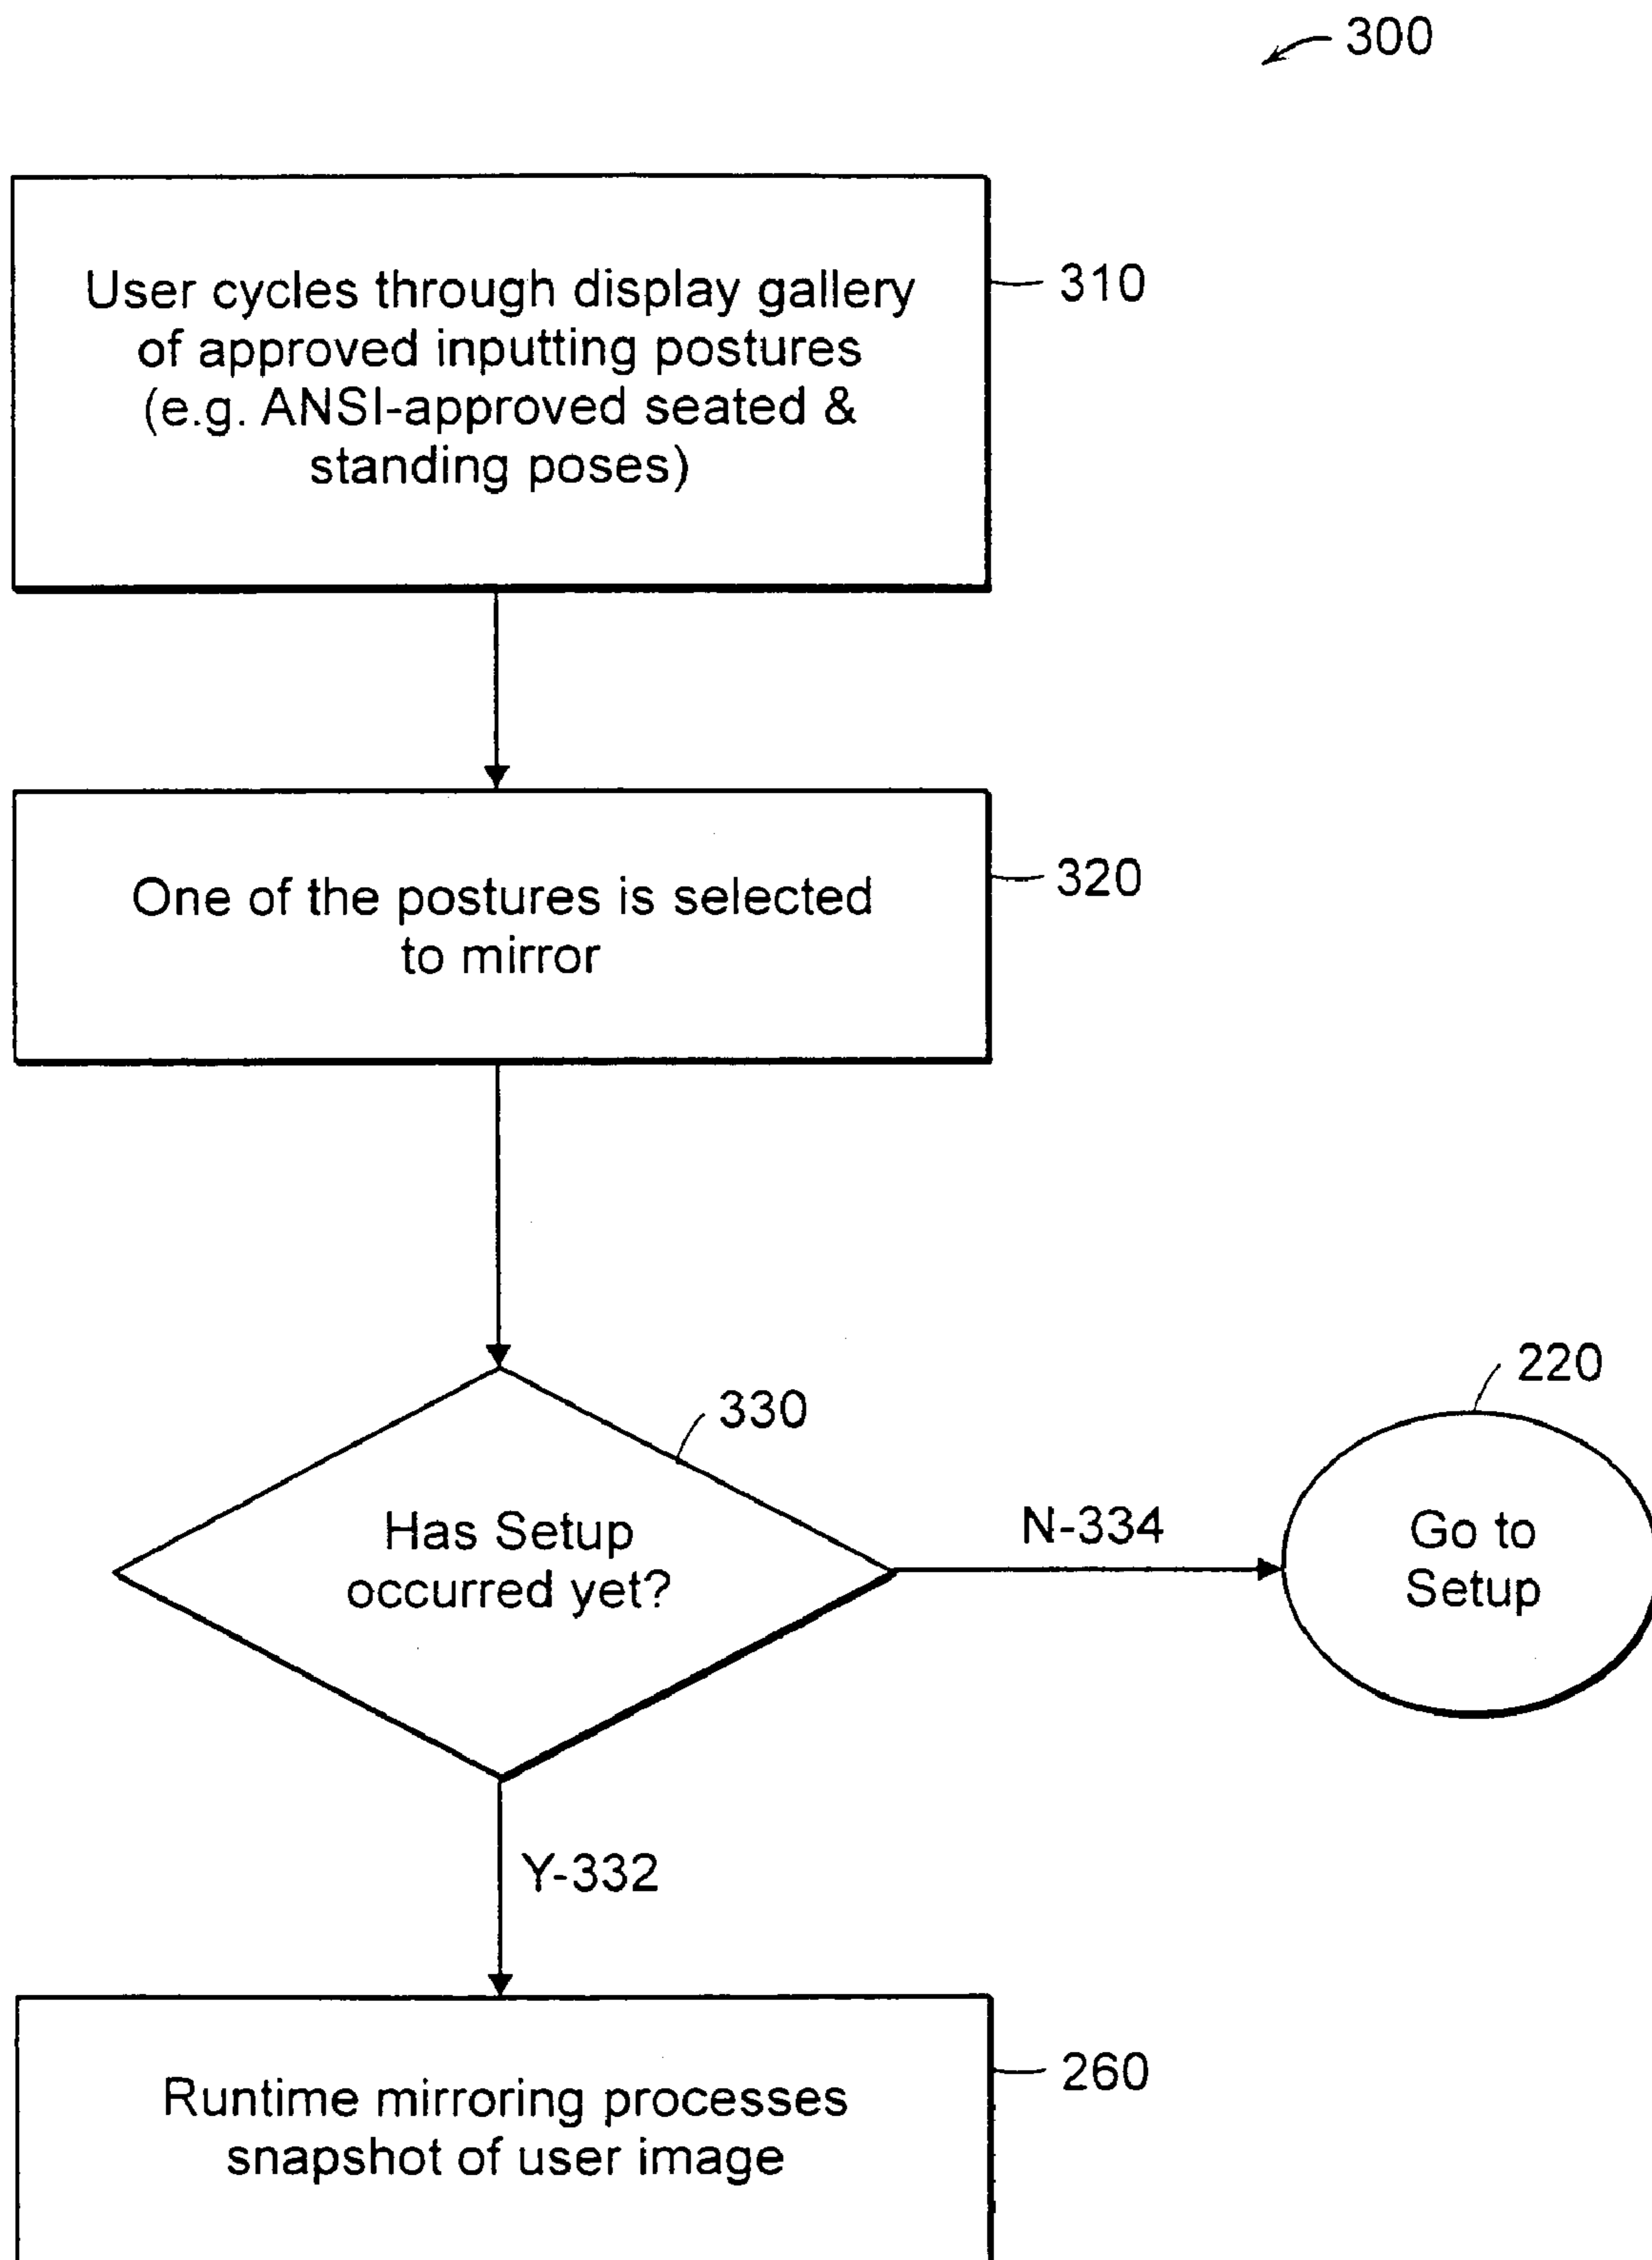 300
User cycles through display gallery
of approved inputting postures
(e.g. ANSI-approved seated &
standing poses)
310
One of the postures is selected
to mirror
320
330
Has Setup
occurred yet?
N-334
220
Go to
Setup
Y-332
Runtime mirroring processes
snapshot of user image
260